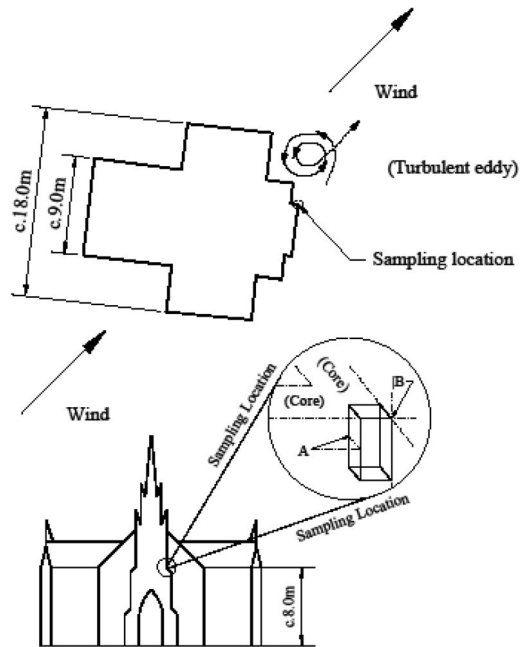 Wind
(Turbulent eddy)
c.18.0m
c.9.0m
Sampling location
Wind
Sampling Location
(Core)
(Core)
B
A
Sampling Location
c.8.0m